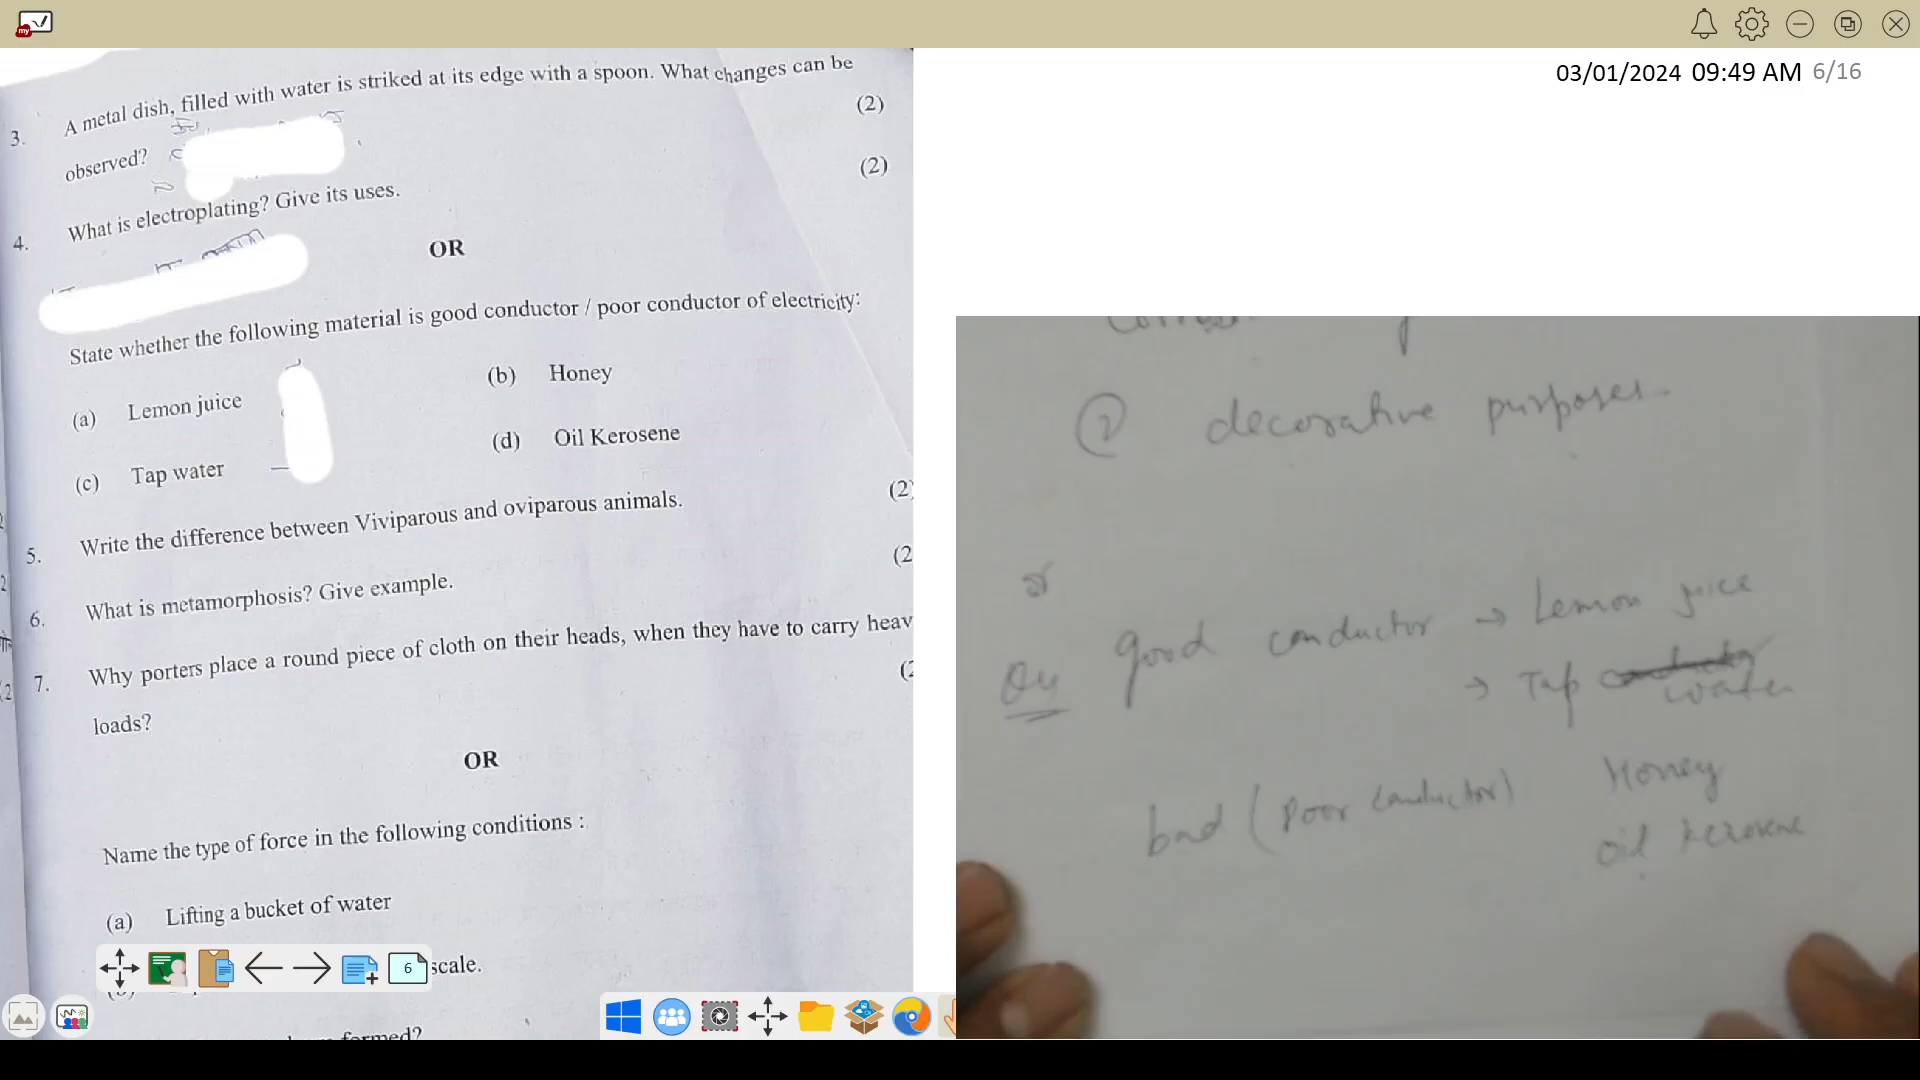 03/01/2024 09:49 AM 6/16
3. A metal dish, filled with water is striked at its edge with a spoon. What changes can be
observed? (2)
4. What is electroplating? Give its uses. (2)
OR
State whether the following material is good conductor / poor conductor of electricity:
(a) Lemon juice (b) Honey
(c) Tap water (d) Oil Kerosene
5. Write the difference between Viviparous and oviparous animals. (2)
6. What is metamorphosis? Give example. (2
7. Why porters place a round piece of cloth on their heads, when they have to carry heav
loads? (2
OR
Name the type of force in the following conditions :
(a) Lifting a bucket of water
scale.
formed?
6
② decorative purposes.
good conductor → Lemon juice
→ Tap water
bad (Poor conductor) Honey
oil kerosene